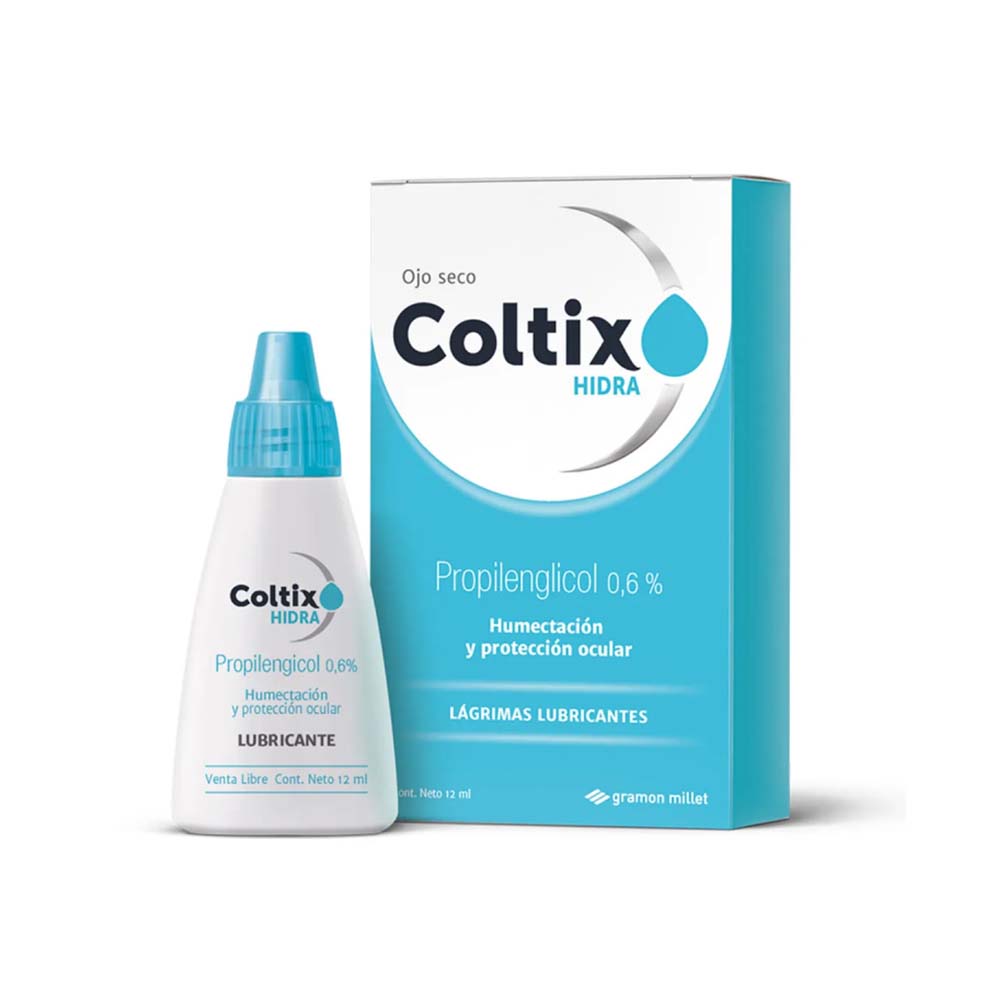 Ojo seco
Coltix
HIDRA
Propilenglicol 0,6 %
Humectación
y protección ocular
LÁGRIMAS LUBRICANTES
ont. Neto 12 ml
gramon millet
Coltix
HIDRA
Propilengicol 0,6%
Humectación
y protección ocular
LUBRICANTE
Venta Libre Cont. Neto 12 ml